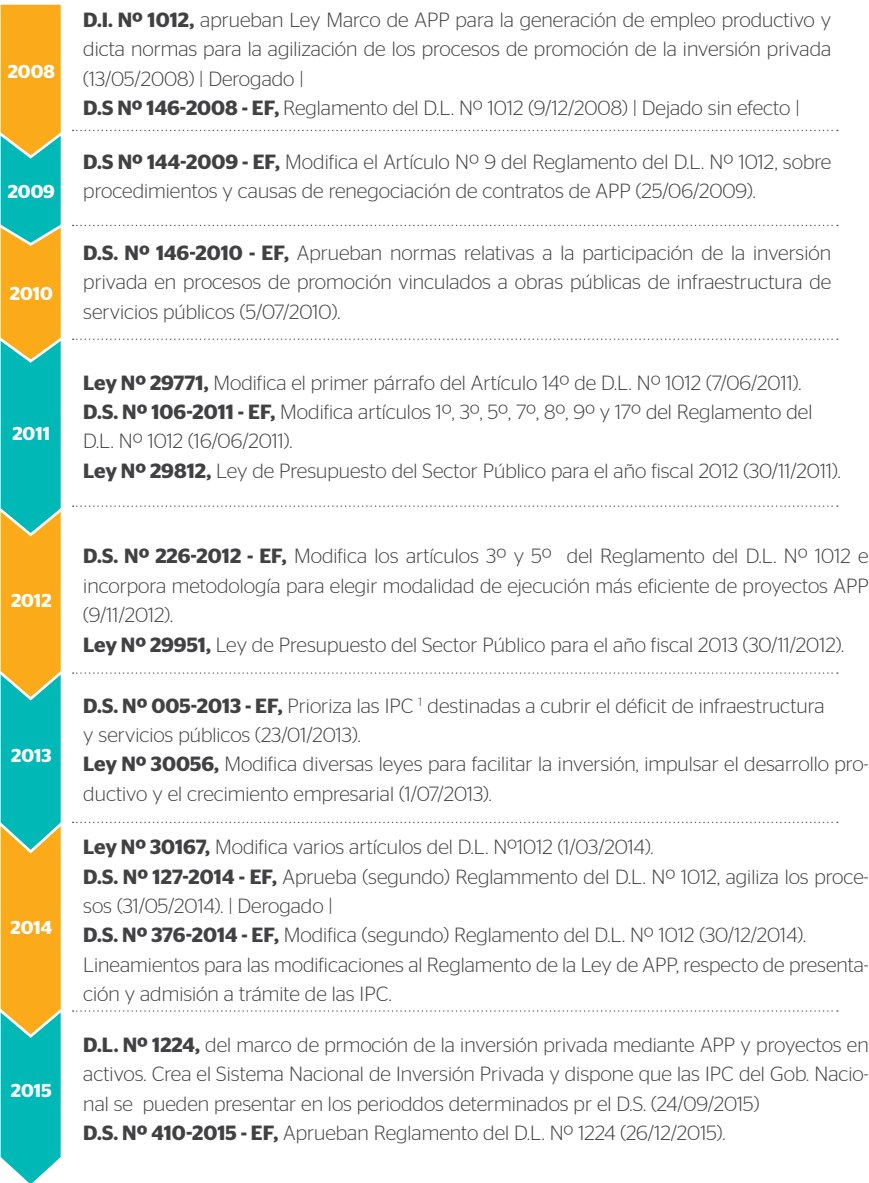 2008
D.I. Nº 1012, aprueban Ley Marco de APP para la generación de empleo productivo y
dicta normas para la agilización de los procesos de promoción de la inversión privada
(13/05/2008) | Derogado |
D.S Nº 146-2008 - EF, Reglamento del D.L. Nº 1012 (9/12/2008) | Dejado sin efecto |
2009
D.S Nº 144-2009 - EF, Modifica el Artículo Nº 9 del Reglamento del D.L. Nº 1012, sobre
procedimientos y causas de renegociación de contratos de APP (25/06/2009).
2010
D.S. Nº 146-2010 - EF, Aprueban normas relativas a la participación de la inversión
privada en procesos de promoción vinculados a obras públicas de infraestructura de
servicios públicos (5/07/2010).
2011
Ley Nº 29771, Modifica el primer párrafo del Artículo 14º de D.L. Nº 1012 (7/06/2011).
D.S. Nº 106-2011 - EF, Modifica artículos 1º, 3º, 5º, 7º, 8º, 9º y 17º del Reglamento del
D.L. Nº 1012 (16/06/2011).
Ley Nº 29812, Ley de Presupuesto del Sector Público para el año fiscal 2012 (30/11/2011).
2012
D.S. Nº 226-2012 - EF, Modifica los artículos 3º y 5º del Reglamento del D.L. Nº 1012 e
incorpora metodología para elegir modalidad de ejecución más eficiente de proyectos APP
(9/11/2012).
Ley Nº 29951, Ley de Presupuesto del Sector Público para el año fiscal 2013 (30/11/2012).
2013
D.S. Nº 005-2013 - EF, Prioriza las IPC ¹ destinadas a cubrir el déficit de infraestructura
y servicios públicos (23/01/2013).
Ley Nº 30056, Modifica diversas leyes para facilitar la inversión, impulsar el desarrollo pro-
ductivo y el crecimiento empresarial (1/07/2013).
2014
Ley Nº 30167, Modifica varios artículos del D.L. Nº1012 (1/03/2014).
D.S. Nº 127-2014 - EF, Aprueba (segundo) Reglammento del D.L. Nº 1012, agiliza los proce-
sos (31/05/2014). | Derogado |
D.S. Nº 376-2014 - EF, Modifica (segundo) Reglamento del D.L. Nº 1012 (30/12/2014).
Lineamientos para las modificaciones al Reglamento de la Ley de APP, respecto de presenta-
ción y admisión a trámite de las IPC.
2015
D.L. Nº 1224, del marco de prmoción de la inversión privada mediante APP y proyectos en
activos. Crea el Sistema Nacional de Inversión Privada y dispone que las IPC del Gob. Nacio-
nal se pueden presentar en los perioddos determinados pr el D.S. (24/09/2015)
D.S. Nº 410-2015 - EF, Aprueban Reglamento del D.L. Nº 1224 (26/12/2015).